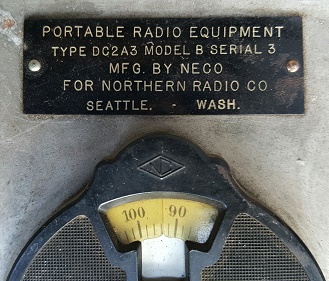 PORTABLE RADIO EQUIPMENT
TYPE DC2A3 MODEL B SERIAL 3
MFG. BY NECO
FOR NORTHERN RADIO CO.
SEATTLE. - WASH.
100 90